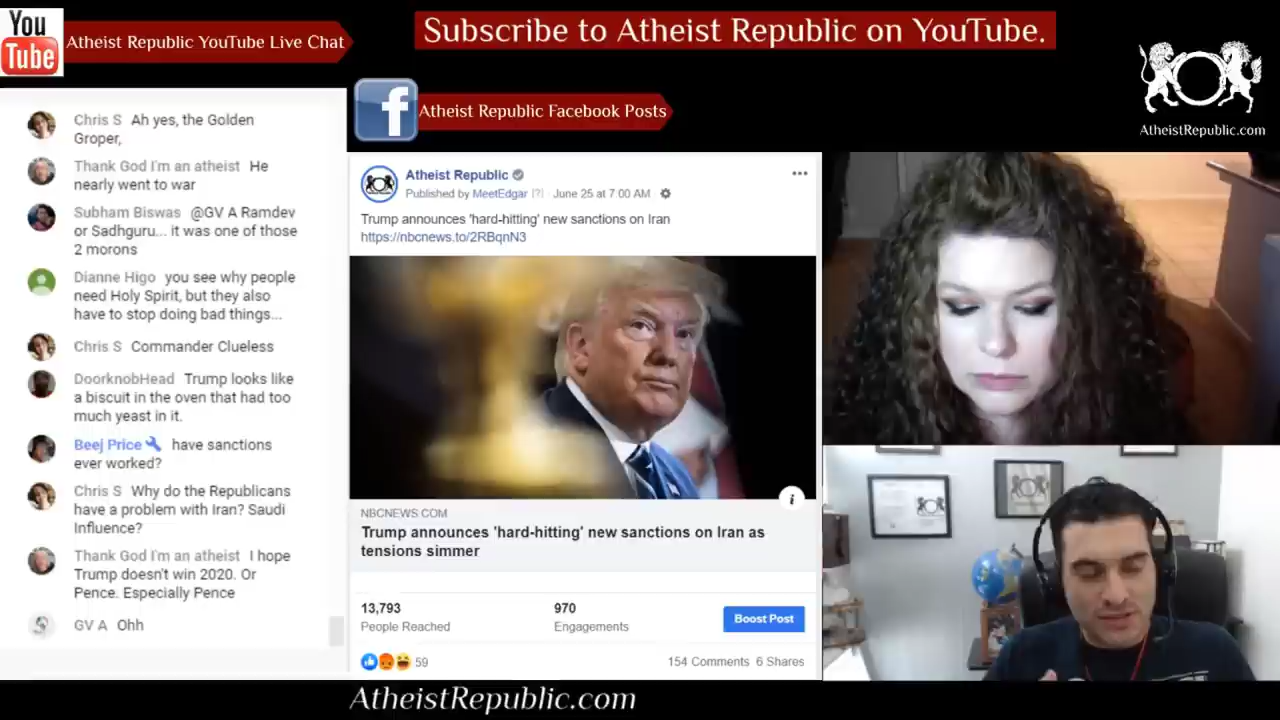 You
Tube
Atheist Republic YouTube Live Chat
Subscribe to Atheist Republic on YouTube.
AtheistRepublic.com
f
Atheist Republic Facebook Posts
Chris S Ah yes, the Golden
Groper,
Thank God I'm an atheist He
nearly went to war
Subham Biswas @GV A Ramdev
or Sadhguru... it was one of those
2 morons
Dianne Higo you see why people
need Holy Spirit, but they also
have to stop doing bad things...
Chris S Commander Clueless
DoorknobHead Trump looks like
a biscuit in the oven that had too
much yeast in it.
Beej Price have sanctions
ever worked?
Chris S Why do the Republicans
have a problem with Iran? Saudi
Influence?
Thank God I'm an atheist I hope
Trump doesn't win 2020. Or
Pence. Especially Pence
GV A Ohh
Atheist Republic
Published by MeetEdgar [?] · June 25 at 7:00 AM ·
Trump announces 'hard-hitting' new sanctions on Iran
https://nbcnews.to/2RBqnN3
i
NBCNEWS.COM
Trump announces 'hard-hitting' new sanctions on Iran as
tensions simmer
13,793
People Reached
970
Engagements
Boost Post
59
154 Comments 6 Shares
AtheistRepublic.com